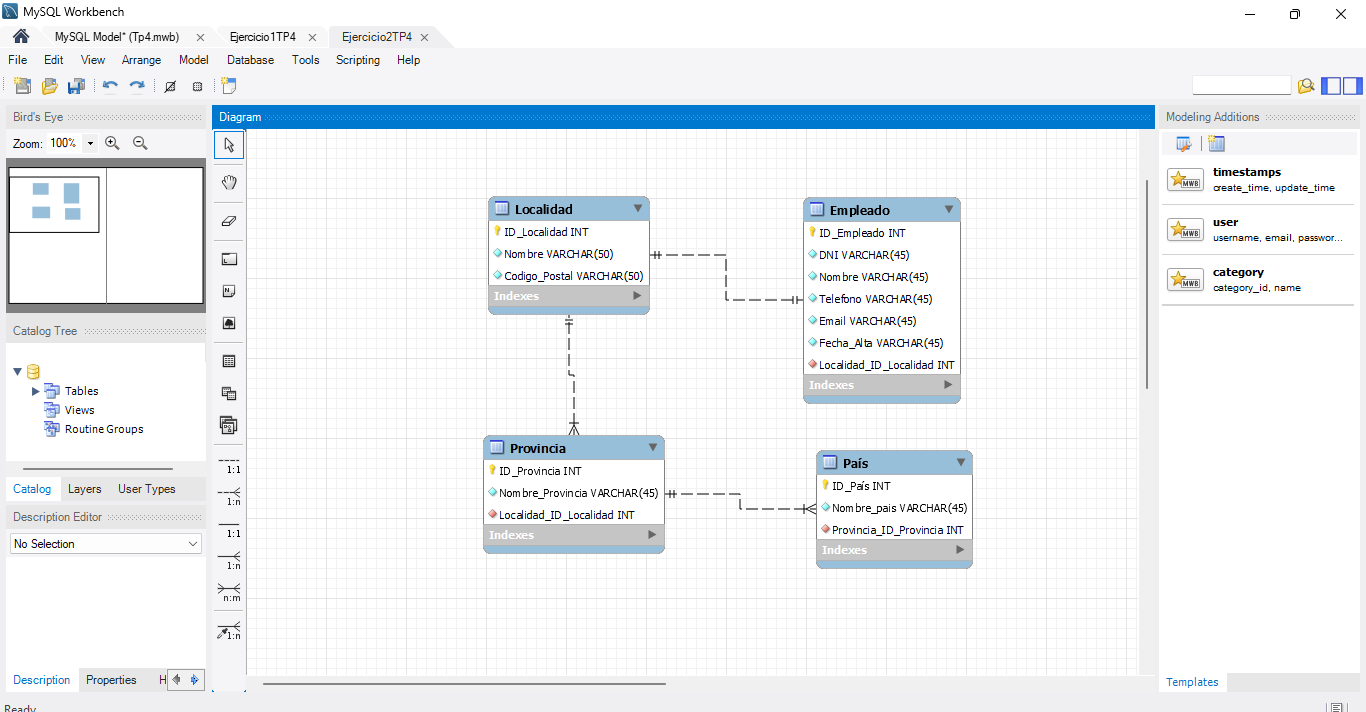 MySQL Workbench
MySQL Model* (Tp4.mwb)
Ejercicio1TP4
Ejercicio2TP4
File Edit View Arrange Model Database Tools Scripting Help
Bird's Eye
Zoom: 100%
Catalog Tree
Tables
Views
Routine Groups
Catalog Layers User Types
Description Editor
No Selection
Description Properties H
Ready
Diagram
1:1
1:n
1:1
1:n
n:m
1:n
Localidad
ID_Localidad INT
Nombre VARCHAR(50)
Codigo_Postal VARCHAR(50)
Indexes
Empleado
ID_Empleado INT
DNI VARCHAR(45)
Nombre VARCHAR(45)
Telefono VARCHAR(45)
Email VARCHAR(45)
Fecha_Alta VARCHAR(45)
Localidad_ID_Localidad INT
Indexes
Provincia
ID_Provincia INT
Nombre_Provincia VARCHAR(45)
Localidad_ID_Localidad INT
Indexes
País
ID_País INT
Nombre_pais VARCHAR(45)
Provincia_ID_Provincia INT
Indexes
Modeling Additions
MWB
timestamps
create_time, update_time
MWB
user
username, email, passwor...
MWB
category
category_id, name
Templates